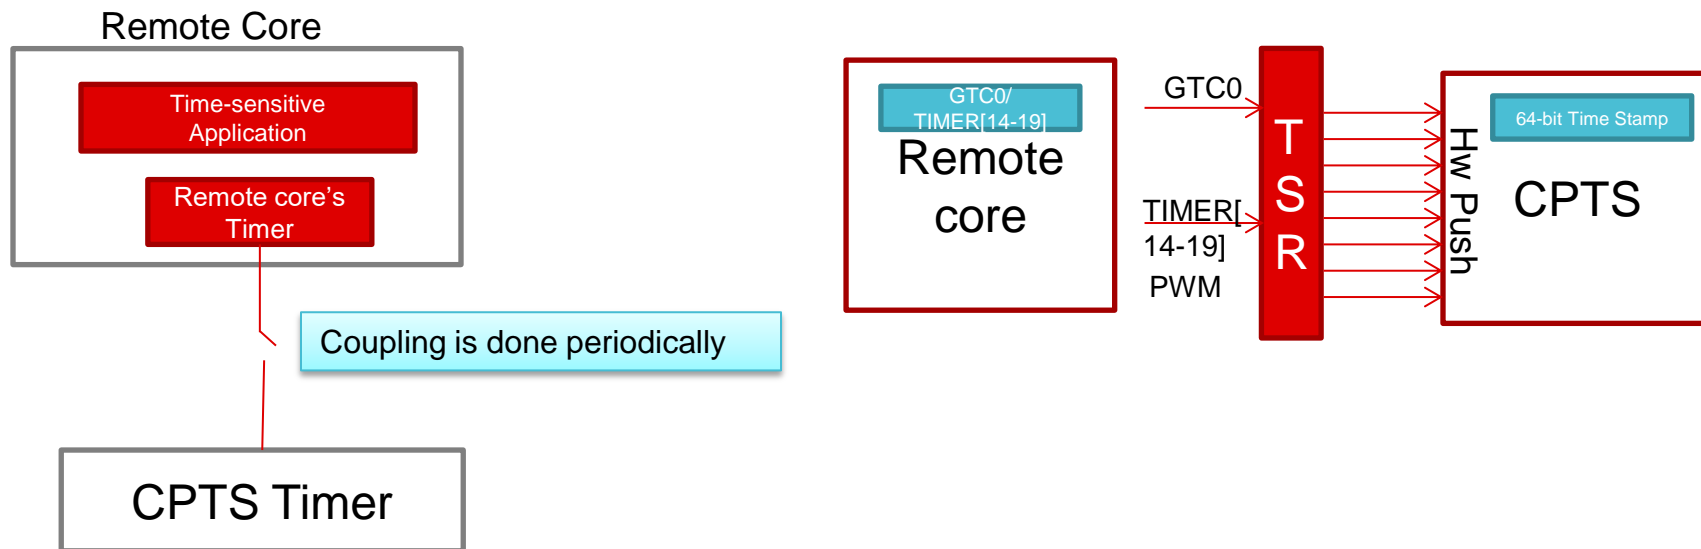 Remote Core
Time-sensitive
Application
Remote core's
Timer
Coupling is done periodically
CPTS Timer
GTC0/
TIMER[14-19]
Remote
core
GTC0
TIMER[
14-19]
PWM
T
S
R
Hw Push
64-bit Time Stamp
CPTS